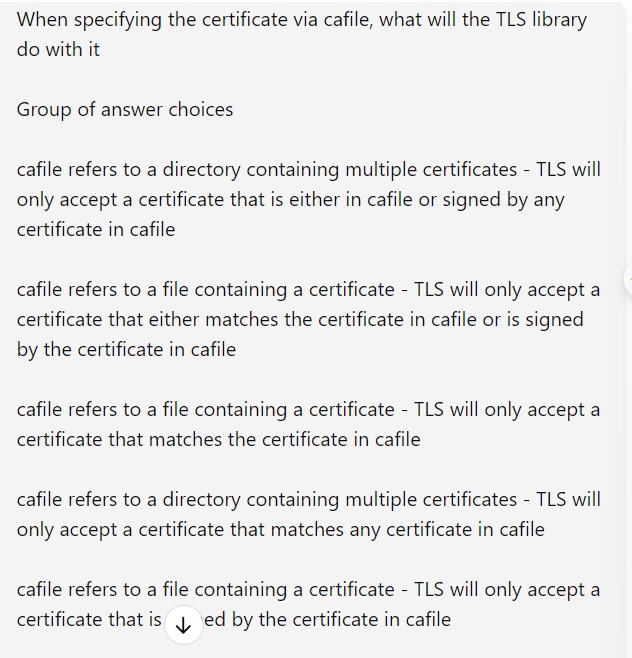 When specifying the certificate via cafile, what will the TLS library
do with it
Group of answer choices
cafile refers to a directory containing multiple certificates - TLS will
only accept a certificate that is either in cafile or signed by any
certificate in cafile
cafile refers to a file containing a certificate - TLS will only accept a
certificate that either matches the certificate in cafile or is signed
by the certificate in cafile
cafile refers to a file containing a certificate - TLS will only accept a
certificate that matches the certificate in cafile
cafile refers to a directory containing multiple certificates - TLS will
only accept a certificate that matches any certificate in cafile
cafile refers to a file containing a certificate - TLS will only accept a
certificate that is by the certificate in cafile